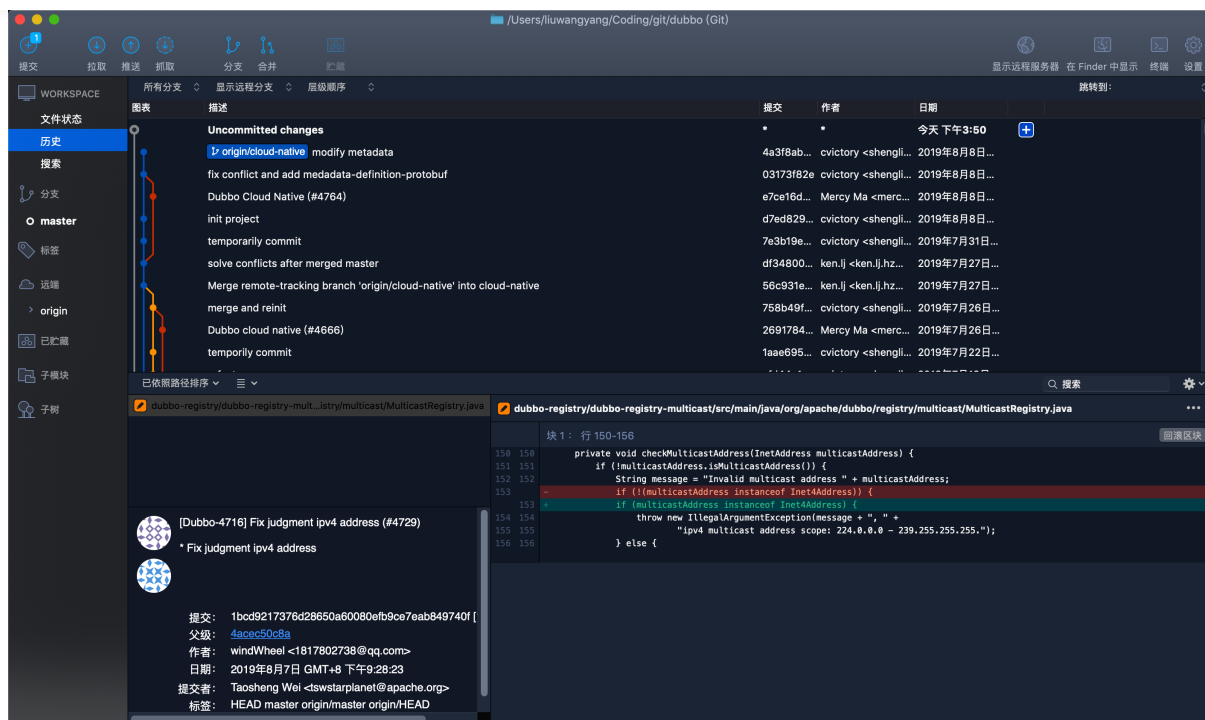 /Users/liuwangyang/Coding/git/dubbo (Git)
1
提交 拉取 推送 抓取 分支 合并 贮藏 显示远程服务器 在 Finder 中显示 终端 设置
WORKSPACE
文件状态
历史
搜索
分支
master
标签
远端
origin
已贮藏
子模块
子树
所有分支 显示远程分支 层级顺序 跳转到:
图表 描述 提交 作者 日期
Uncommitted changes * * 今天 下午3:50
origin/cloud-native modify metadata 4a3f8ab... cvictory <shengli... 2019年8月8日...
fix conflict and add medadata-definition-protobuf 03173f82e cvictory <shengli... 2019年8月8日...
Dubbo Cloud Native (#4764) e7ce16d... Mercy Ma <merc... 2019年8月8日...
init project d7ed829... cvictory <shengli... 2019年8月8日...
temporarily commit 7e3b19e... cvictory <shengli... 2019年7月31日...
solve conflicts after merged master df34800... ken.lj <ken.lj.hz... 2019年7月27日...
Merge remote-tracking branch 'origin/cloud-native' into cloud-native 56c931e... ken.lj <ken.lj.hz... 2019年7月27日...
merge and reinit 758b49f... cvictory <shengli... 2019年7月26日...
Dubbo cloud native (#4666) 2691784... Mercy Ma <merc... 2019年7月26日...
temporily commit 1aae695... cvictory <shengli... 2019年7月22日...
已依照路径排序 搜索
dubbo-registry/dubbo-registry-mult...istry/multicast/MulticastRegistry.java
[Dubbo-4716] Fix judgment ipv4 address (#4729)
* Fix judgment ipv4 address
提交: 1bcd9217376d28650a60080efb9ce7eab849740f [
父级: 4acec50c8a
作者: windWheel <1817802738@qq.com>
日期: 2019年8月7日 GMT+8 下午9:28:23
提交者: Taosheng Wei <tswstarplanet@apache.org>
标签: HEAD master origin/master origin/HEAD
dubbo-registry/dubbo-registry-multicast/src/main/java/org/apache/dubbo/registry/multicast/MulticastRegistry.java
块 1: 行 150-156 回滚区块
150 150 private void checkMulticastAddress(InetAddress multicastAddress) {
151 151 if (!multicastAddress.isMulticastAddress()) {
152 152 String message = "Invalid multicast address " + multicastAddress;
153 - if (!(multicastAddress instanceof Inet4Address)) {
153 + if (multicastAddress instanceof Inet4Address) {
154 154 throw new IllegalArgumentException(message + ", " +
155 155 "ipv4 multicast address scope: 224.0.0.0 - 239.255.255.255.");
156 156 } else {